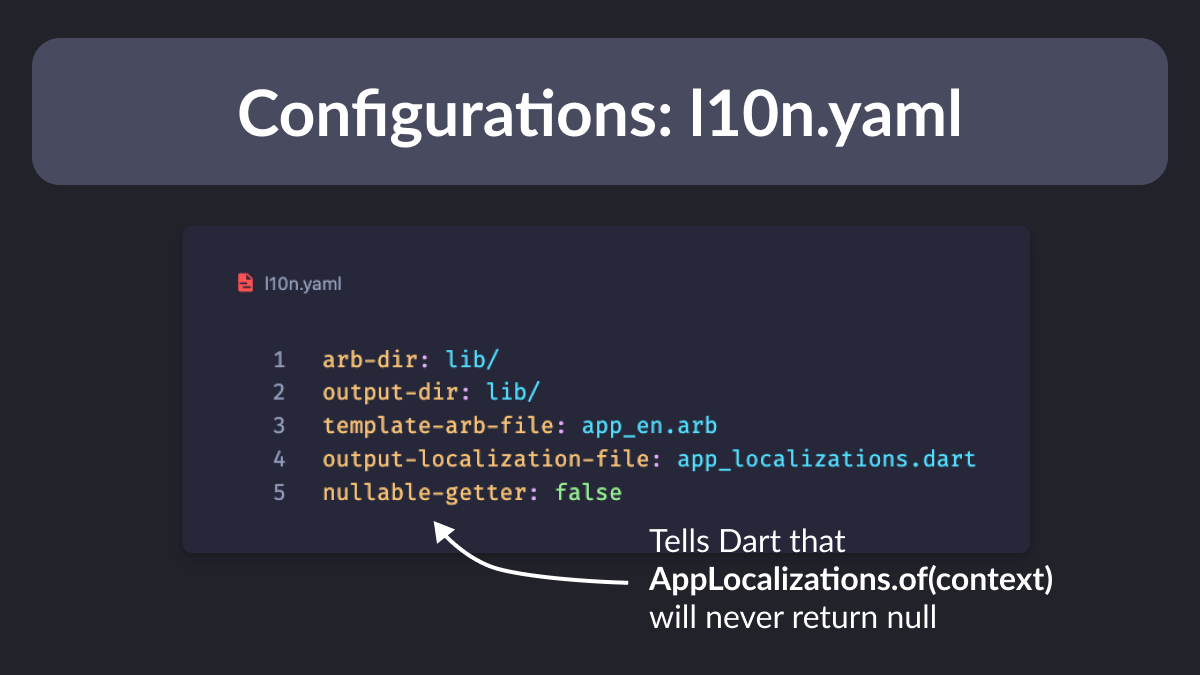 Configurations: l10n.yaml
l10n.yaml
1 arb-dir: lib/
2 output-dir: lib/
3 template-arb-file: app_en.arb
4 output-localization-file: app_localizations.dart
5 nullable-getter: false
Tells Dart that
AppLocalizations.of(context)
will never return null